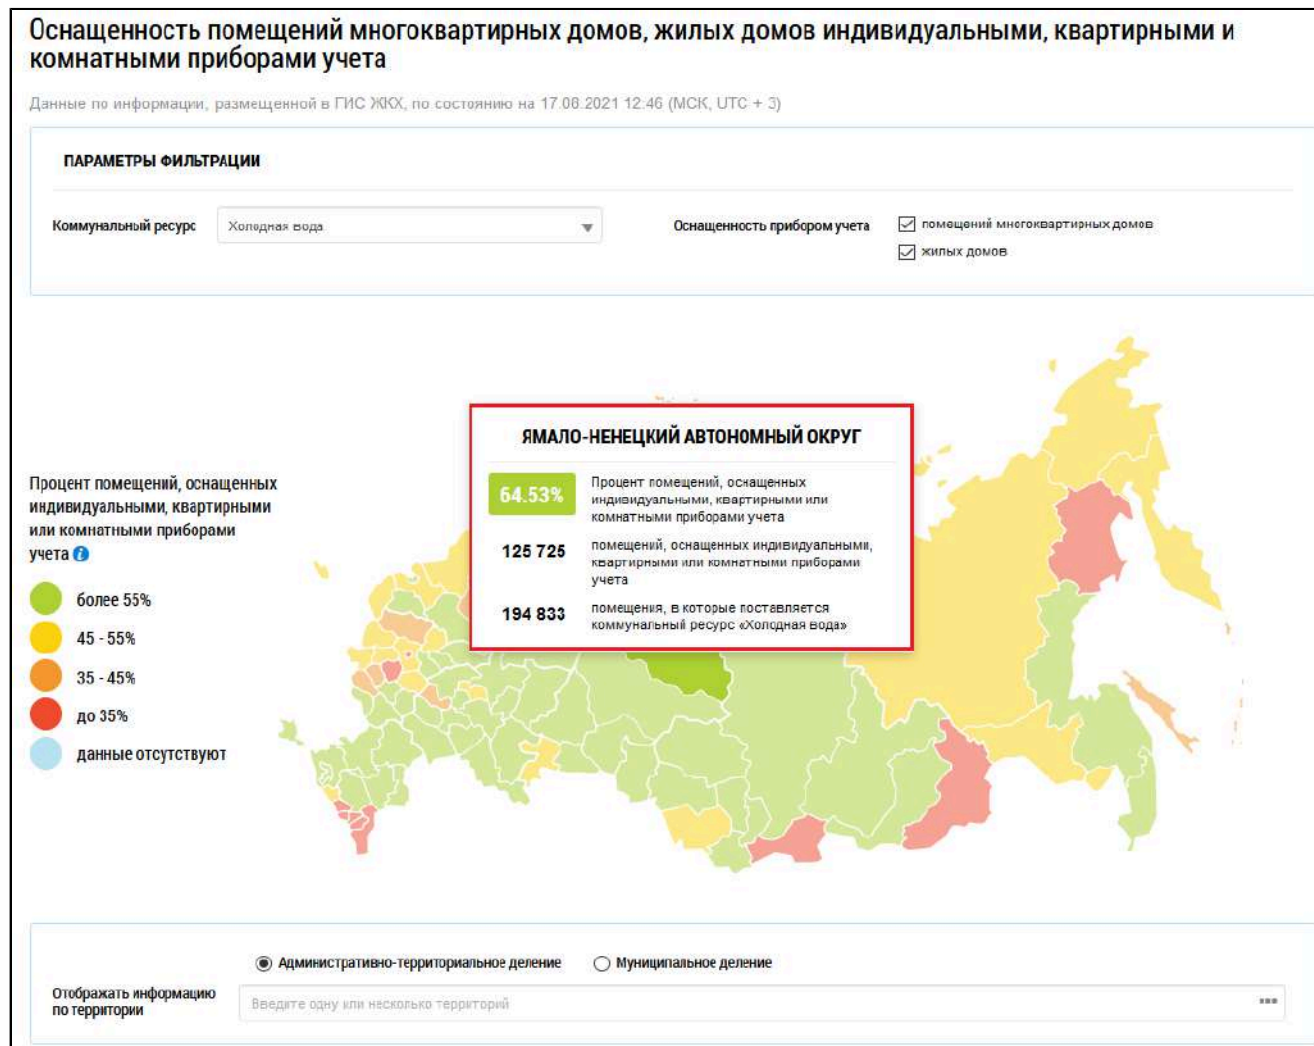 Оснащенность помещений многоквартирных домов, жилых домов индивидуальными, квартирными и
комнатными приборами учета
Данные по информации, размещенной в ГИС ЖКХ, по состоянию на 17.08.2021 12:46 (МСК, UTC + 3)
ПАРАМЕТРЫ ФИЛЬТРАЦИИ
Коммунальный ресурс
Холодная вода
Оснащенность прибором учета
помещений многоквартирных домов
жилых домов
ЯМАЛО-НЕНЕЦКИЙ АВТОНОМНЫЙ ОКРУГ
64.53%
Процент помещений, оснащенных
индивидуальными, квартирными или
комнатными приборами учета
125 725
помещений, оснащенных индивидуальными,
квартирными или комнатными приборами
учета
194 833
помещения, в которые поставляется
коммунальный ресурс «Холодная вода»
Процент помещений, оснащенных
индивидуальными, квартирными
или комнатными приборами
учета
более 55%
45 - 55%
35 - 45%
до 35%
данные отсутствуют
Административно-территориальное деление
Муниципальное деление
Отображать информацию
по территории
Введите одну или несколько территорий